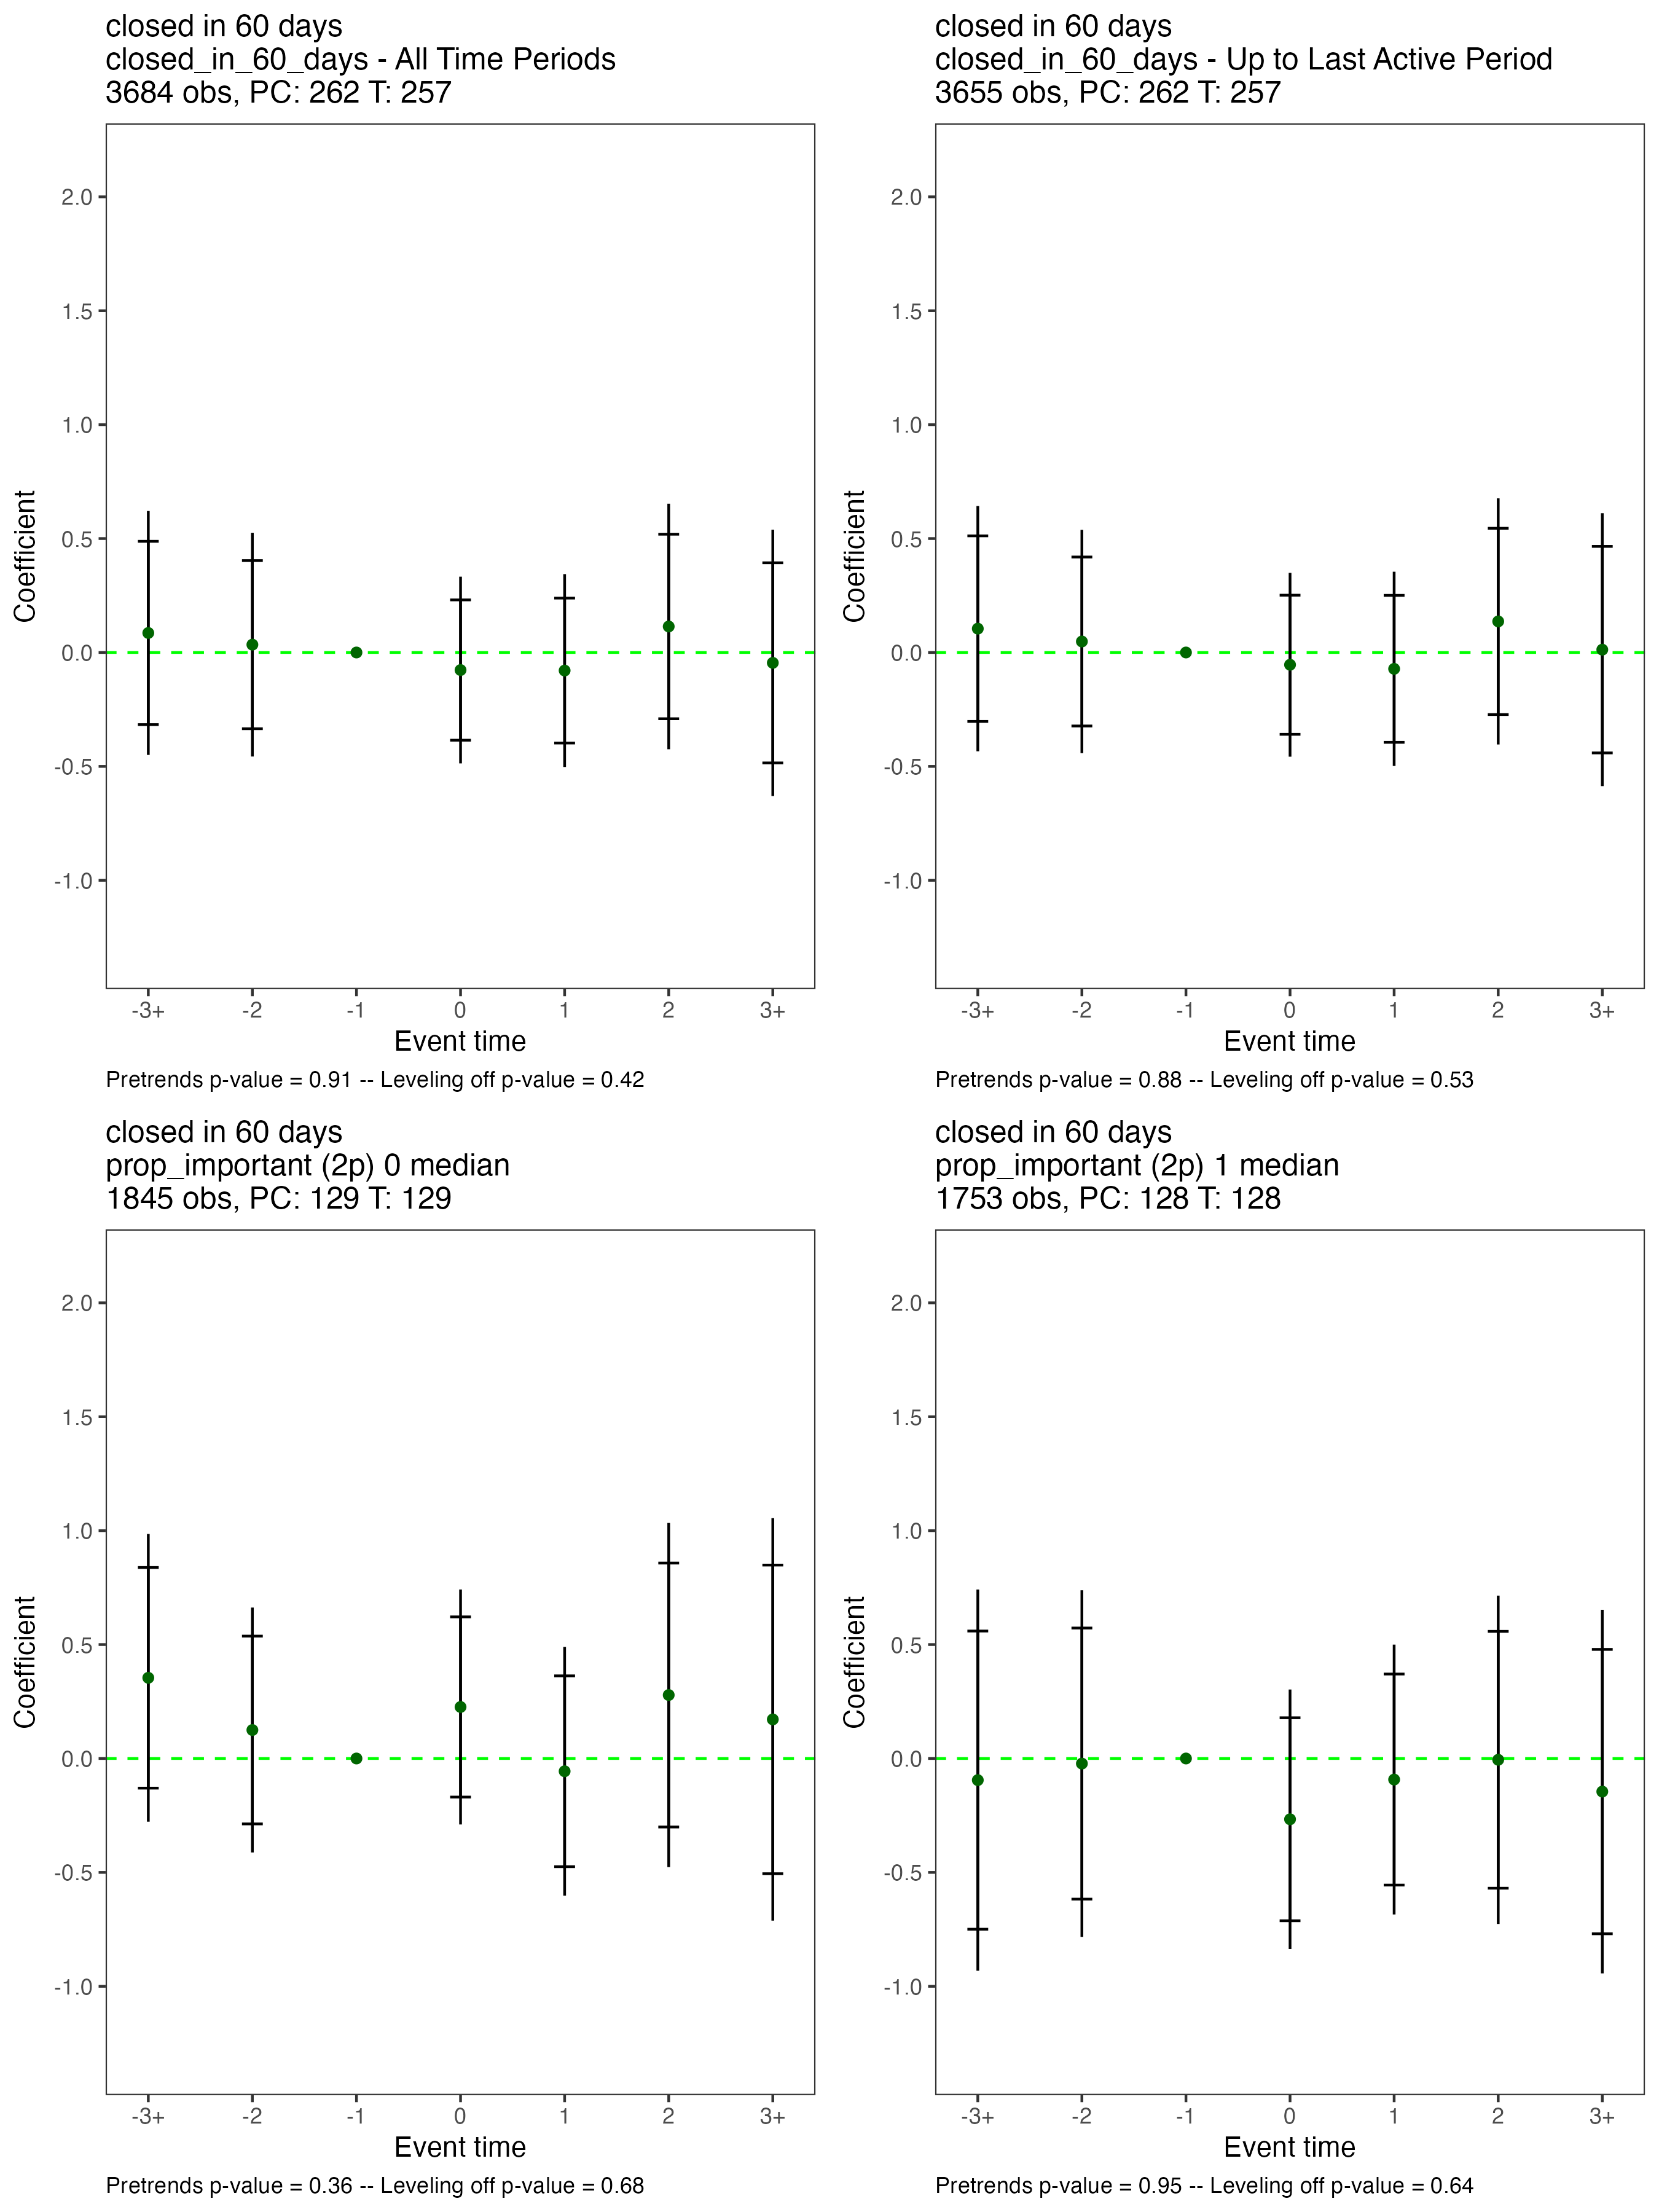 closed in 60 days
closed_in_60_days - All Time Periods
3684 obs, PC: 262 T: 257
Coefficient
2.0
1.5
1.0
0.5
0.0
-0.5
-1.0
-3+ -2 -1 0 1 2 3+
Event time
Pretrends p-value = 0.91 -- Leveling off p-value = 0.42
closed in 60 days
closed_in_60_days - Up to Last Active Period
3655 obs, PC: 262 T: 257
Coefficient
2.0
1.5
1.0
0.5
0.0
-0.5
-1.0
-3+ -2 -1 0 1 2 3+
Event time
Pretrends p-value = 0.88 -- Leveling off p-value = 0.53
closed in 60 days
prop_important (2p) 0 median
1845 obs, PC: 129 T: 129
Coefficient
2.0
1.5
1.0
0.5
0.0
-0.5
-1.0
-3+ -2 -1 0 1 2 3+
Event time
Pretrends p-value = 0.36 -- Leveling off p-value = 0.68
closed in 60 days
prop_important (2p) 1 median
1753 obs, PC: 128 T: 128
Coefficient
2.0
1.5
1.0
0.5
0.0
-0.5
-1.0
-3+ -2 -1 0 1 2 3+
Event time
Pretrends p-value = 0.95 -- Leveling off p-value = 0.64